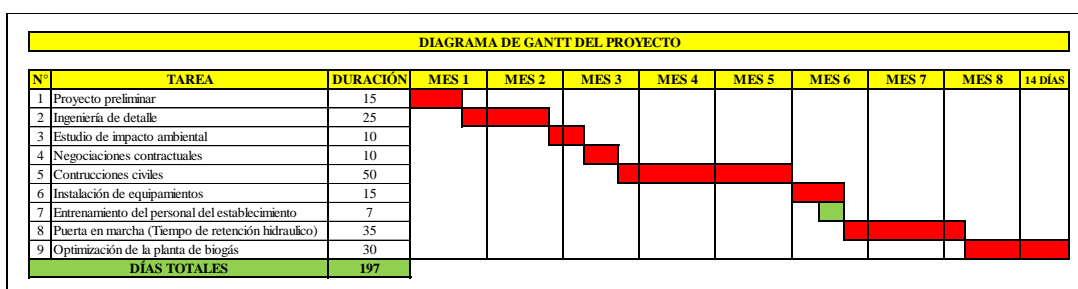 DIAGRAMA DE GANTT DEL PROYECTO
N° TAREA DURACIÓN MES 1 MES 2 MES 3 MES 4 MES 5 MES 6 MES 7 MES 8 14 DÍAS
1 Proyecto preliminar 15
2 Ingeniería de detalle 25
3 Estudio de impacto ambiental 10
4 Negociaciones contractuales 10
5 Contrucciones civiles 50
6 Instalación de equipamientos 15
7 Entrenamiento del personal del establecimiento 7
8 Puerta en marcha (Tiempo de retención hidraulico) 35
9 Optimización de la planta de biogás 30
DÍAS TOTALES 197